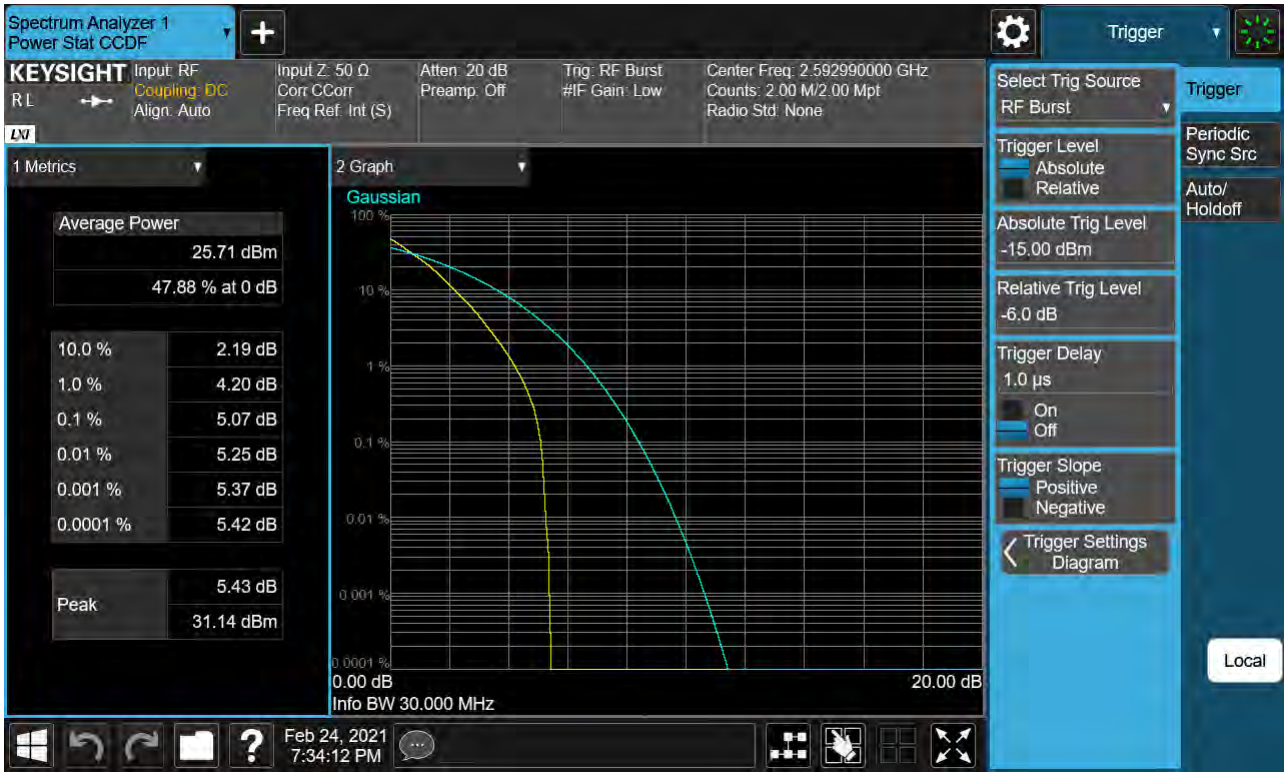 Spectrum Analyzer 1
Power Stat CCDF
+
Trigger
KEYSIGHT
RL
LXI
Input: RF
Coupling: DC
Align: Auto
Input Z: 50 Ω
Corr CCorr
Freq Ref: Int (S)
Atten: 20 dB
Preamp: Off
Trig: RF Burst
#IF Gain: Low
Center Freq: 2.592990000 GHz
Counts: 2.00 M/2.00 Mpt
Radio Std: None
1 Metrics
Average Power
25.71 dBm
47.88 % at 0 dB
10.0 % 2.19 dB
1.0 % 4.20 dB
0.1 % 5.07 dB
0.01 % 5.25 dB
0.001 % 5.37 dB
0.0001 % 5.42 dB
Peak
5.43 dB
31.14 dBm
2 Graph
Gaussian
100 %
10 %
1 %
0.1 %
0.01 %
0.001 %
0.0001 %
0.00 dB 20.00 dB
Info BW 30.000 MHz
Select Trig Source
RF Burst
Trigger Level
Absolute
Relative
Absolute Trig Level
-15.00 dBm
Relative Trig Level
-6.0 dB
Trigger Delay
1.0 µs
On
Off
Trigger Slope
Positive
Negative
Trigger Settings
Diagram
Trigger
Periodic
Sync Src
Auto/
Holdoff
Local
?
Feb 24, 2021
7:34:12 PM